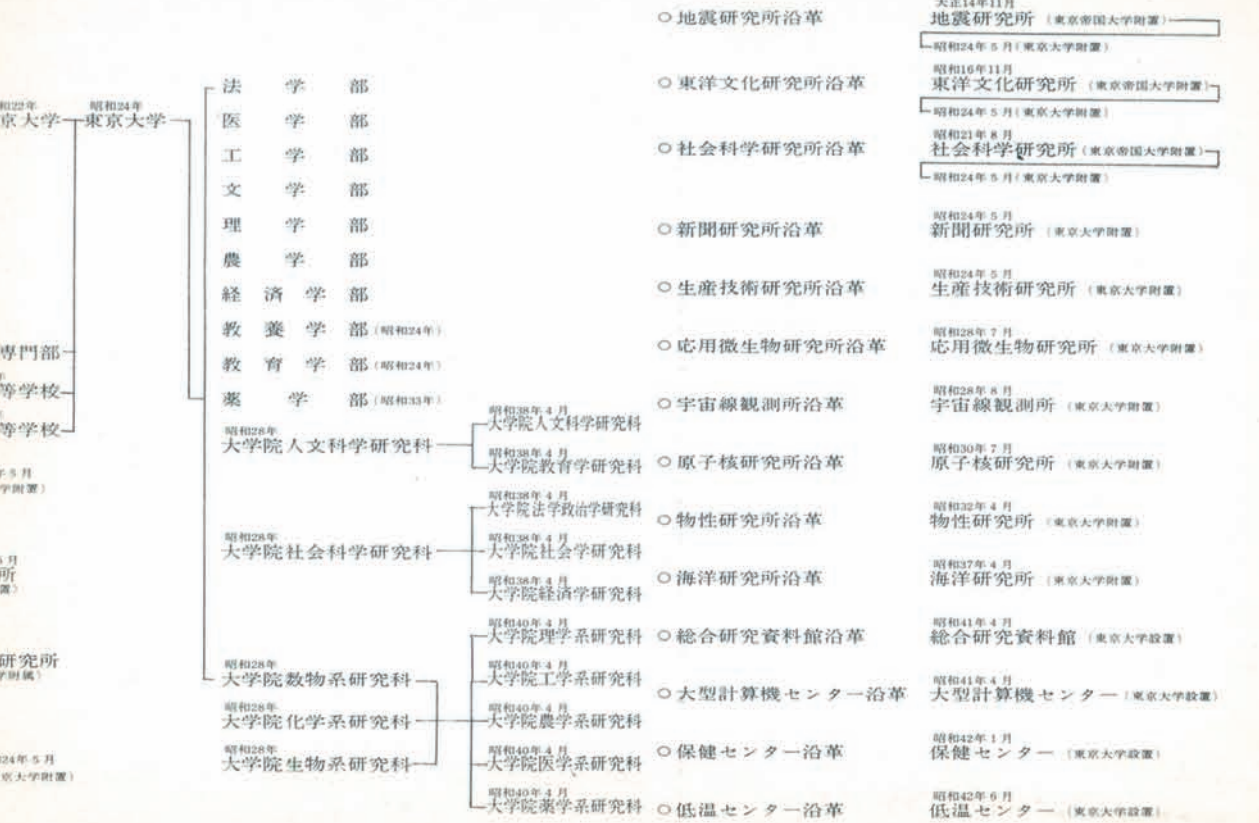 和22年
京大学
専門部
等学校
等学校
年5月
学附置)
5月
所
置)
研究所
学附属)
24年5月
京大学附置)
昭和24年
東京大学
法学部
医学部
工学部
文学部
理学部
農学部
経済学部
教養学部(昭和24年)
教育学部(昭和24年)
薬学部(昭和33年)
昭和28年
大学院人文科学研究科
昭和28年
大学院社会科学研究科
昭和28年
大学院数物系研究科
昭和28年
大学院化学系研究科
昭和28年
大学院生物系研究科
昭和38年4月
大学院人文科学研究科
昭和38年4月
大学院教育学研究科
昭和38年4月
大学院法学政治学研究科
昭和38年4月
大学院社会学研究科
昭和38年4月
大学院経済学研究科
昭和40年4月
大学院理学系研究科
昭和40年4月
大学院工学系研究科
昭和40年4月
大学院農学系研究科
昭和40年4月
大学院医学系研究科
昭和40年4月
大学院薬学系研究科
○地震研究所沿革
大正14年11月
地震研究所(東京帝国大学附置)
昭和24年5月(東京大学附置)
○東洋文化研究所沿革
昭和16年11月
東洋文化研究所(東京帝国大学附置)
昭和24年5月(東京大学附置)
○社会科学研究所沿革
昭和21年8月
社会科学研究所(東京帝国大学附置)
昭和24年5月(東京大学附置)
○新聞研究所沿革
昭和24年5月
新聞研究所(東京大学附置)
○生産技術研究所沿革
昭和24年5月
生産技術研究所(東京大学附置)
○応用微生物研究所沿革
昭和28年7月
応用微生物研究所(東京大学附置)
○宇宙線観測所沿革
昭和28年8月
宇宙線観測所(東京大学附置)
○原子核研究所沿革
昭和30年7月
原子核研究所(東京大学附置)
○物性研究所沿革
昭和32年4月
物性研究所(東京大学附置)
○海洋研究所沿革
昭和37年4月
海洋研究所(東京大学附置)
○総合研究資料館沿革
昭和41年4月
総合研究資料館(東京大学設置)
○大型計算機センター沿革
昭和41年4月
大型計算機センター(東京大学設置)
○保健センター沿革
昭和42年1月
保健センター(東京大学設置)
○低温センター沿革
昭和42年6月
低温センター(東京大学設置)